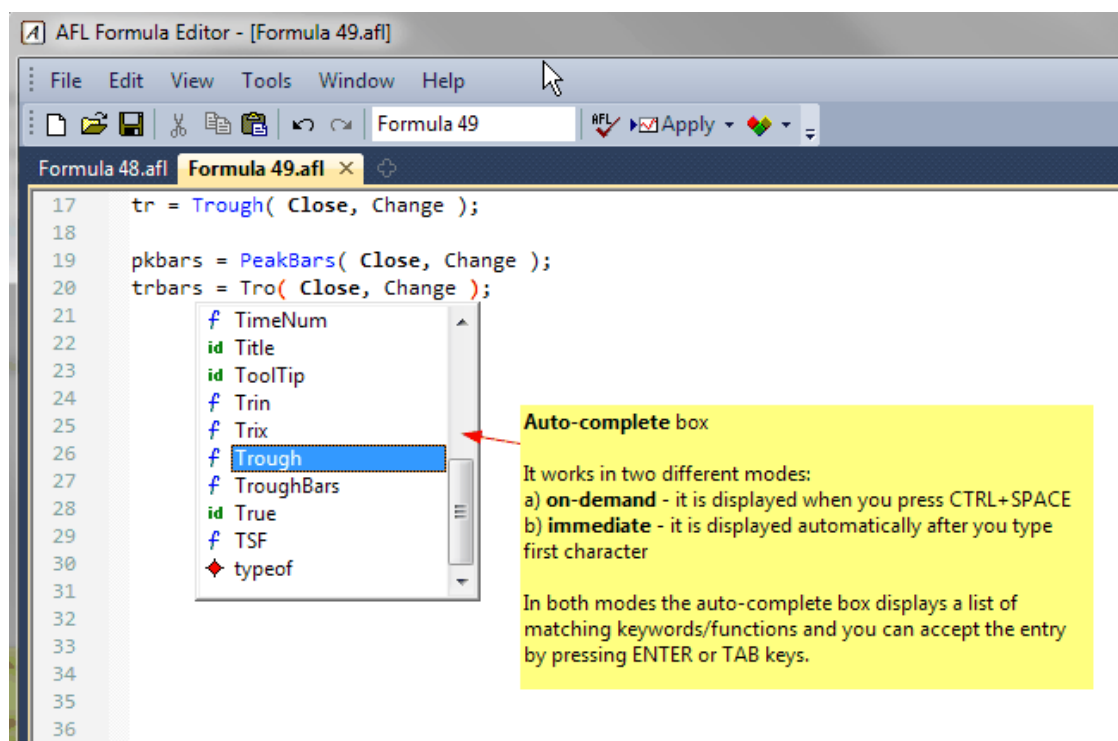 AFL Formula Editor - [Formula 49.afl]
File Edit View Tools Window Help
Formula 49 AFL Apply
Formula 48.afl Formula 49.afl
17 tr = Trough( Close, Change );
18
19 pkbars = PeakBars( Close, Change );
20 trbars = Tro( Close, Change );
21 f TimeNum
22 id Title
23 id ToolTip
24 f Trin
25 f Trix
26 f Trough
27 f TroughBars
28 id True
29 f TSF
30 typeof
31
32
33
34
35
36
Auto-complete box
It works in two different modes:
a) on-demand - it is displayed when you press CTRL+SPACE
b) immediate - it is displayed automatically after you type
first character
In both modes the auto-complete box displays a list of
matching keywords/functions and you can accept the entry
by pressing ENTER or TAB keys.